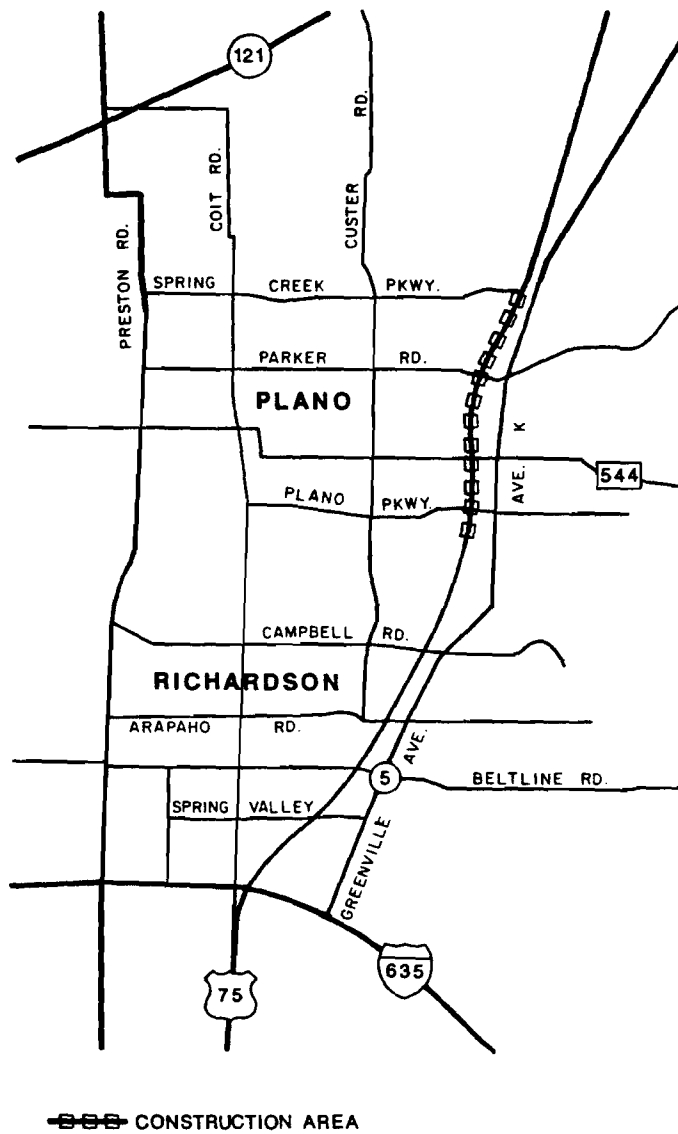 121
COIT RD.
CUSTER RD.
PRESTON RD.
SPRING CREEK PKWY.
PARKER RD.
PLANO
AVE. K
544
PLANO PKWY.
CAMPBELL RD.
RICHARDSON
ARAPAHO RD.
GREENVILLE AVE.
5
BELTLINE RD.
SPRING VALLEY
75
635
CONSTRUCTION AREA